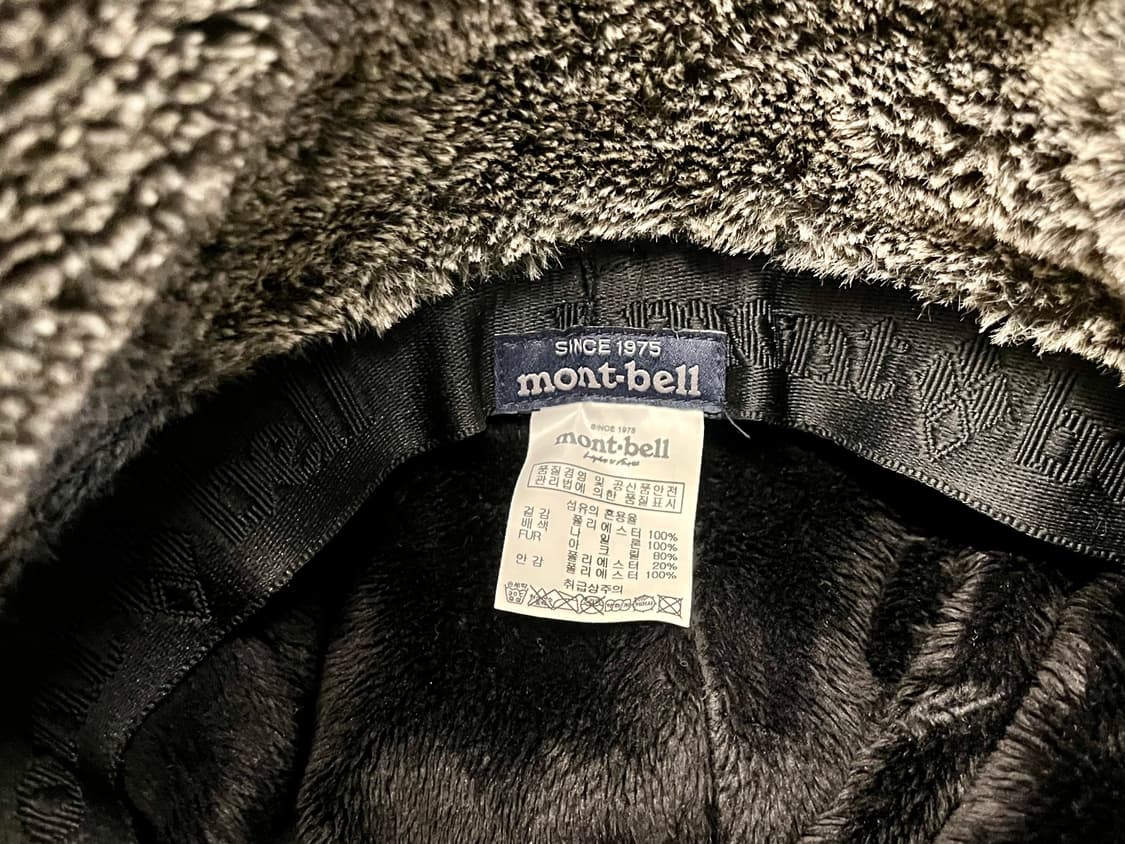 SINCE 1975
mont-bell
SINCE 1975
mont·bell
품질경영 및 공산품안전
관리법에 의한 품질표시
섬유의 혼용율
겉감 폴리에스터 100%
배색 나일론 100%
FUR 아크릴 80%
폴리에스터 20%
안감 폴리에스터 100%
취급상주의